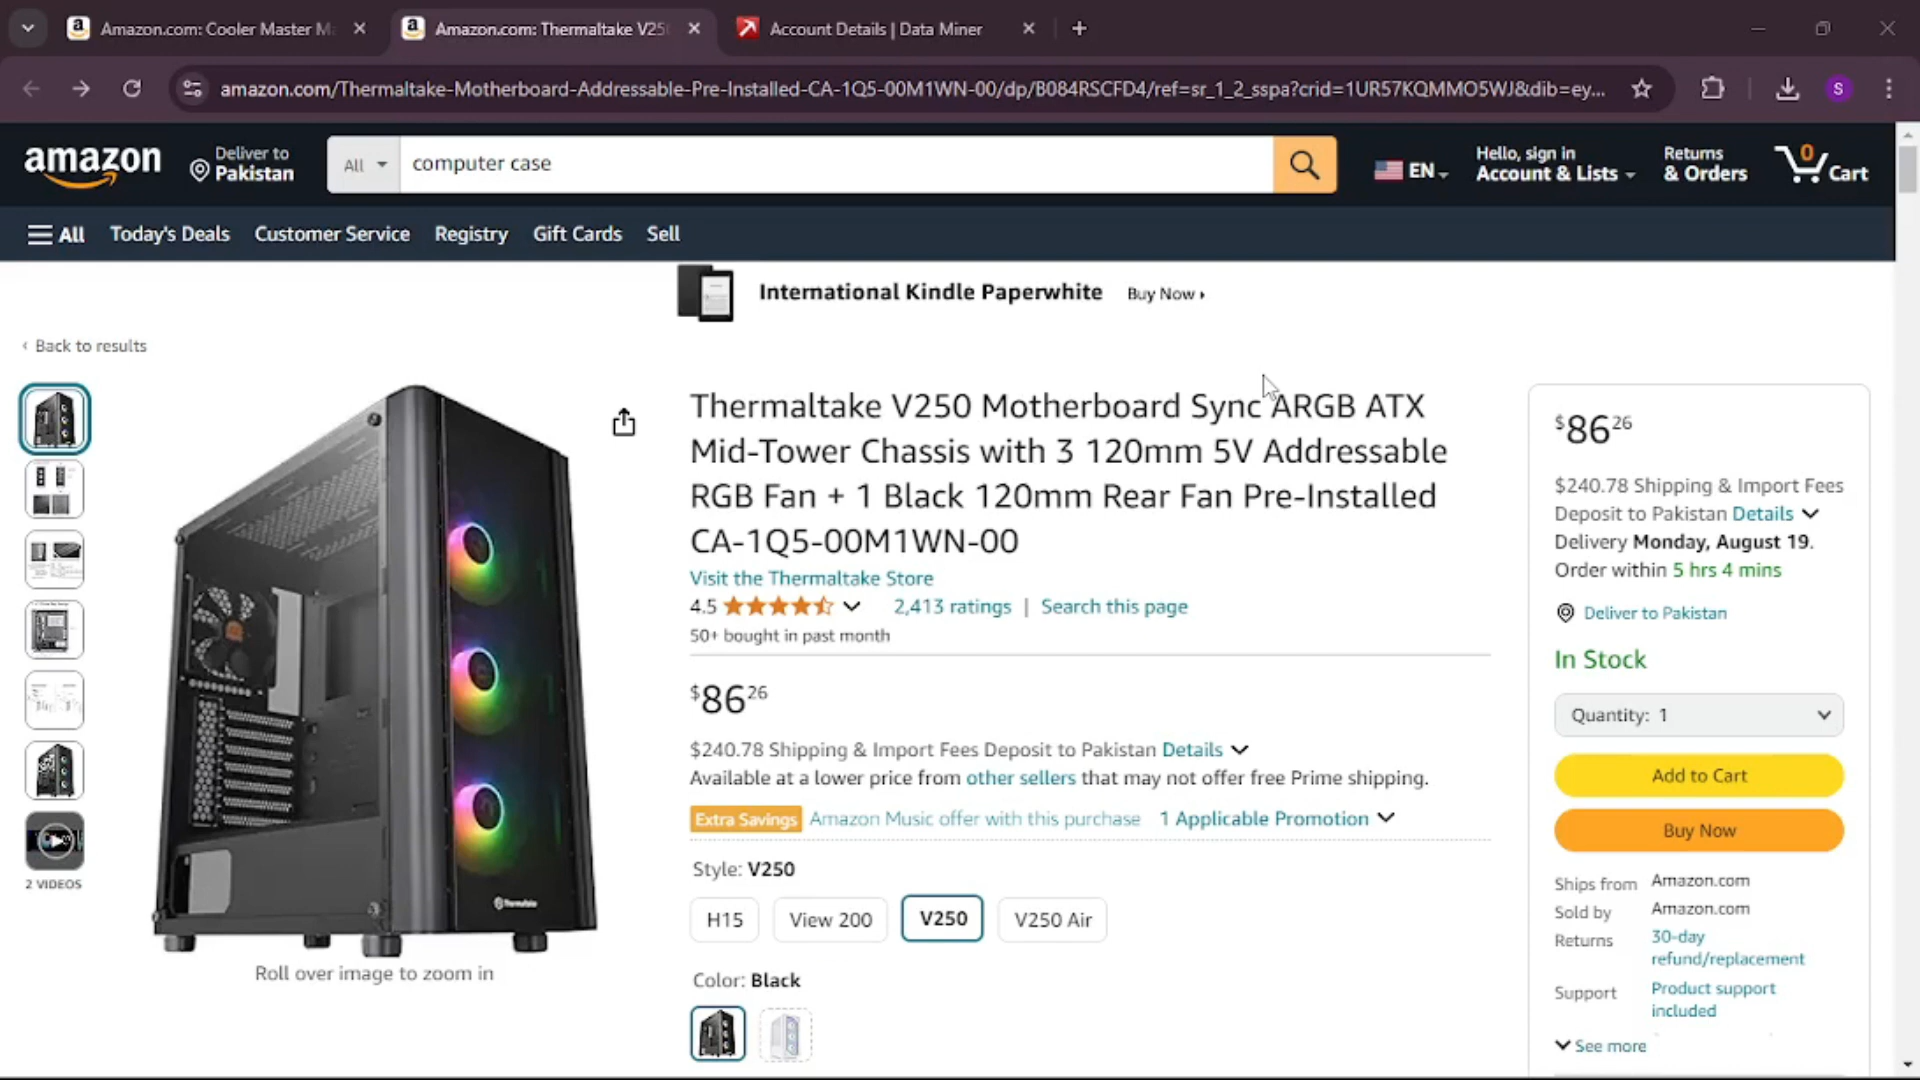 Amazon.com: Cooler Master M
Amazon.com: Thermaltake V25
Account Details | Data Miner
amazon.com/Thermaltake-Motherboard-Addressable-Pre-Installed-CA-1Q5-00M1WN-00/dp/B084RSCFD4/ref=sr_1_2_sspa?crid=1UR57KQMMO5WJ&dib=ey...
S
amazon
Deliver to
Pakistan
All
computer case
EN
Hello, sign in
Account & Lists
Returns
& Orders
0
Cart
All
Today's Deals
Customer Service
Registry
Gift Cards
Sell
International Kindle Paperwhite
Buy Now
‹ Back to results
Thermaltake V250 Motherboard Sync ARGB ATX
Mid-Tower Chassis with 3 120mm 5V Addressable
RGB Fan + 1 Black 120mm Rear Fan Pre-Installed
CA-1Q5-00M1WN-00
Visit the Thermaltake Store
4.5
2,413 ratings | Search this page
50+ bought in past month
$86 26
$240.78 Shipping & Import Fees Deposit to Pakistan Details
Available at a lower price from other sellers that may not offer free Prime shipping.
Extra Savings Amazon Music offer with this purchase 1 Applicable Promotion
Style: V250
H15
View 200
V250
V250 Air
Color: Black
2 VIDEOS
Thermaltake
Roll over image to zoom in
$86 26
$240.78 Shipping & Import Fees
Deposit to Pakistan Details
Delivery Monday, August 19.
Order within 5 hrs 4 mins
Deliver to Pakistan
In Stock
Quantity: 1
Add to Cart
Buy Now
Ships from Amazon.com
Sold by Amazon.com
Returns 30-day
refund/replacement
Support Product support
included
See more